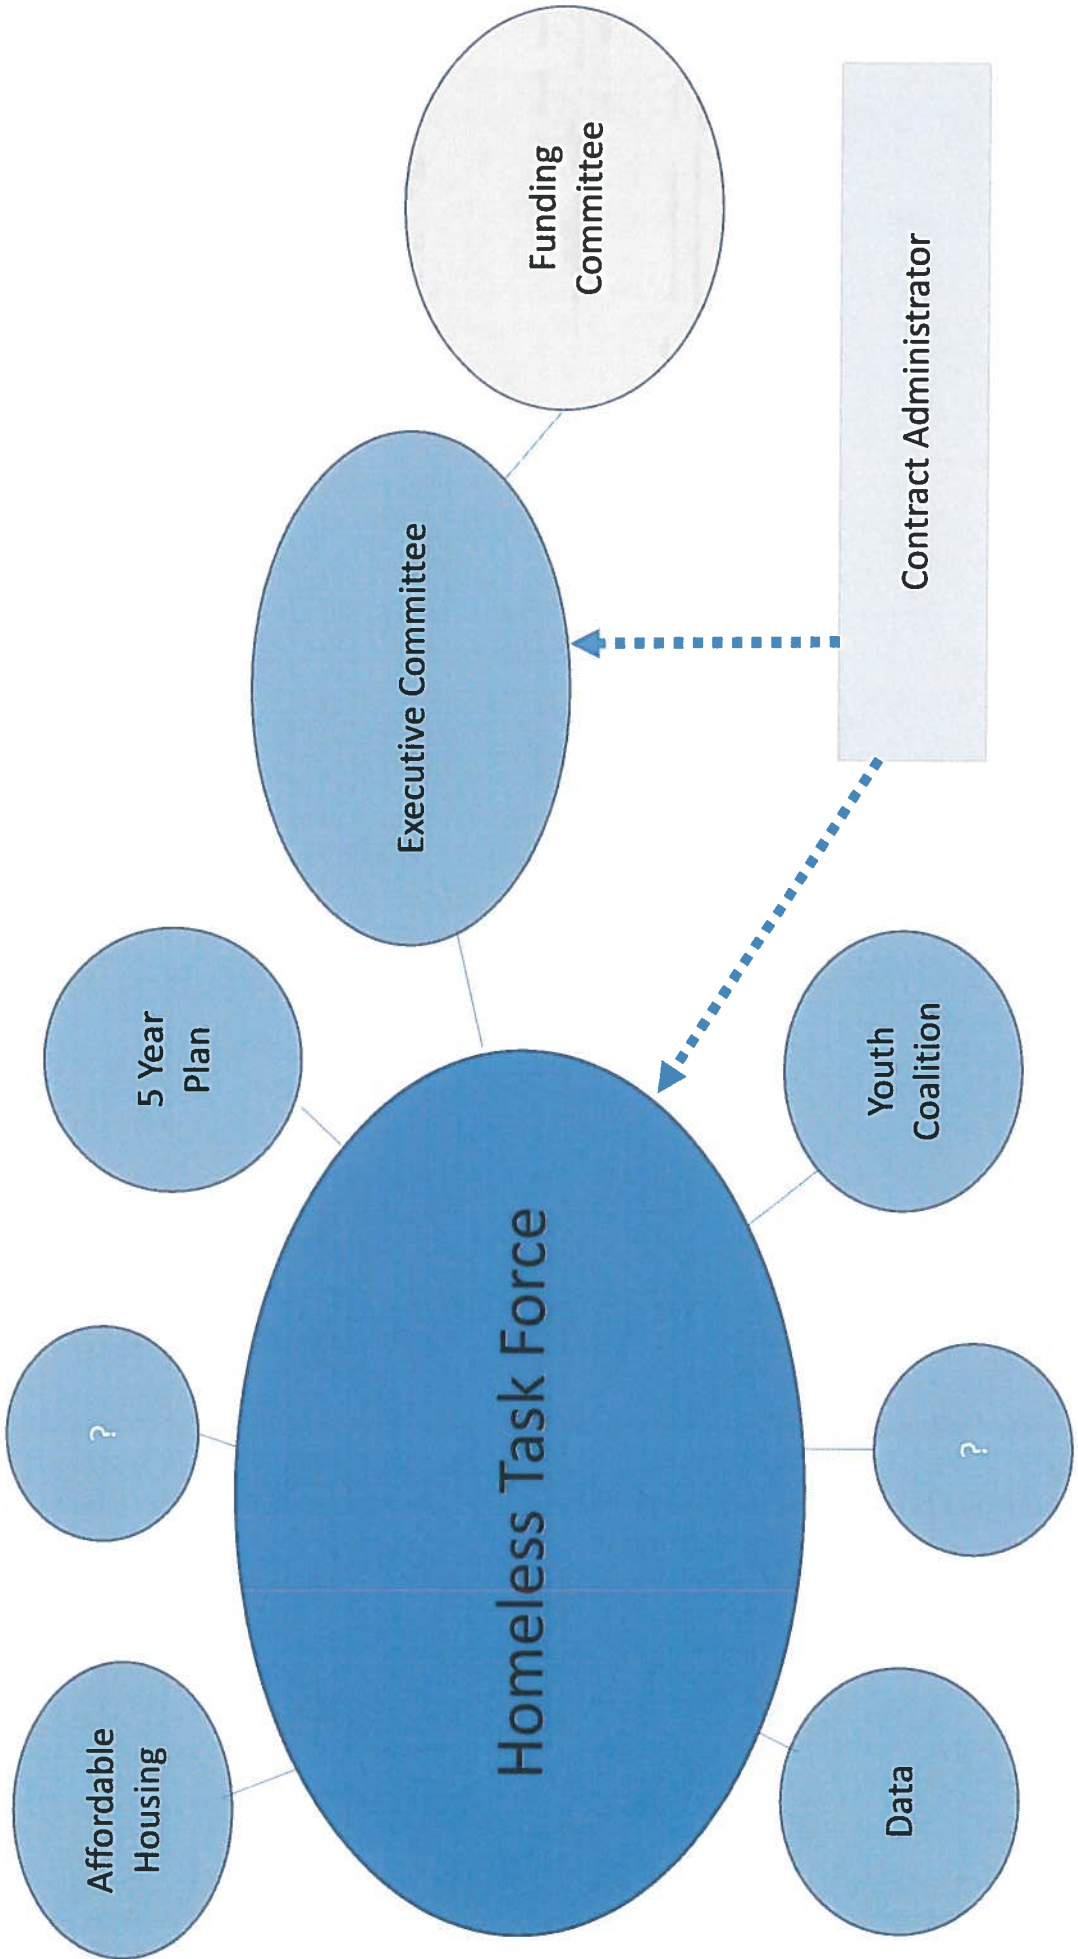 Affordable
Housing
?
5 Year
Plan
Executive Committee
Funding
Committee
Homeless Task Force
Data
?
Youth
Coalition
Contract Administrator